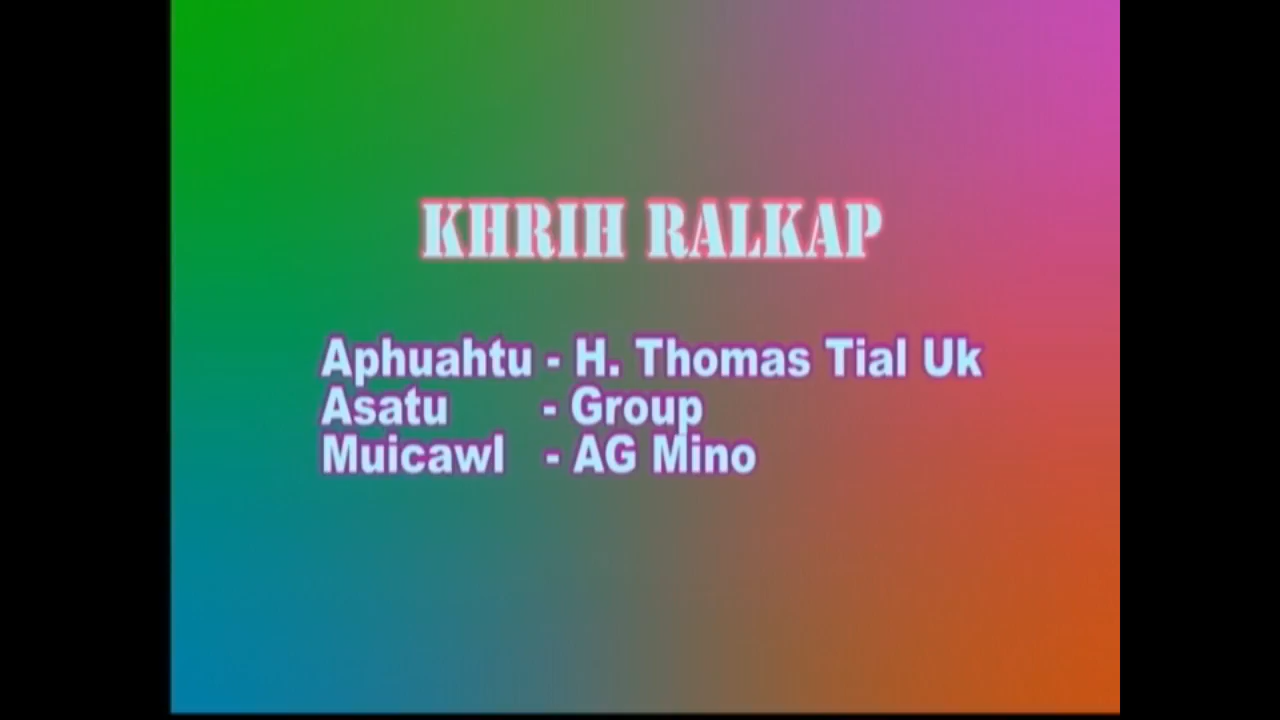 KHRIH RALKAP
Aphuahtu - H. Thomas Tial Uk
Asatu - Group
Muicawl - AG Mino